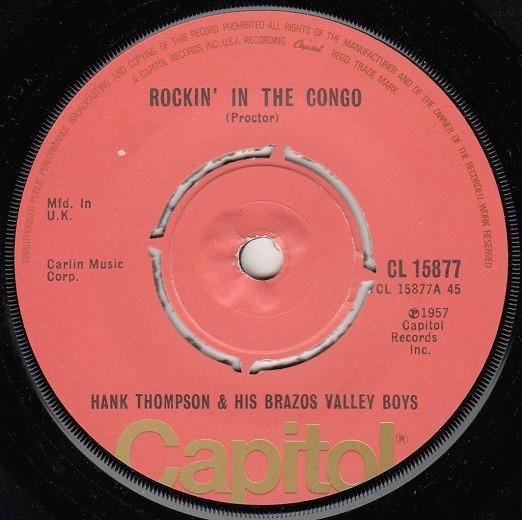 UNAUTHORISED PUBLIC PERFORMANCE BROADCASTING AND COPYING OF THIS RECORD PROHIBITED ALL RIGHTS OF THE MANUFACTURER AND OF THE OWNER OF THE RECORDED WORK RESERVED
A CAPITOL RECORDS INC. U.S.A. RECORDING Capitol REGD TRADE MARK
ROCKIN' IN THE CONGO
(Proctor)
Mfd. In
U.K.
Carlin Music
Corp.
CL 15877
CL 15877A 45
℗1957
Capitol
Records
Inc.
HANK THOMPSON & HIS BRAZOS VALLEY BOYS
Capitol®